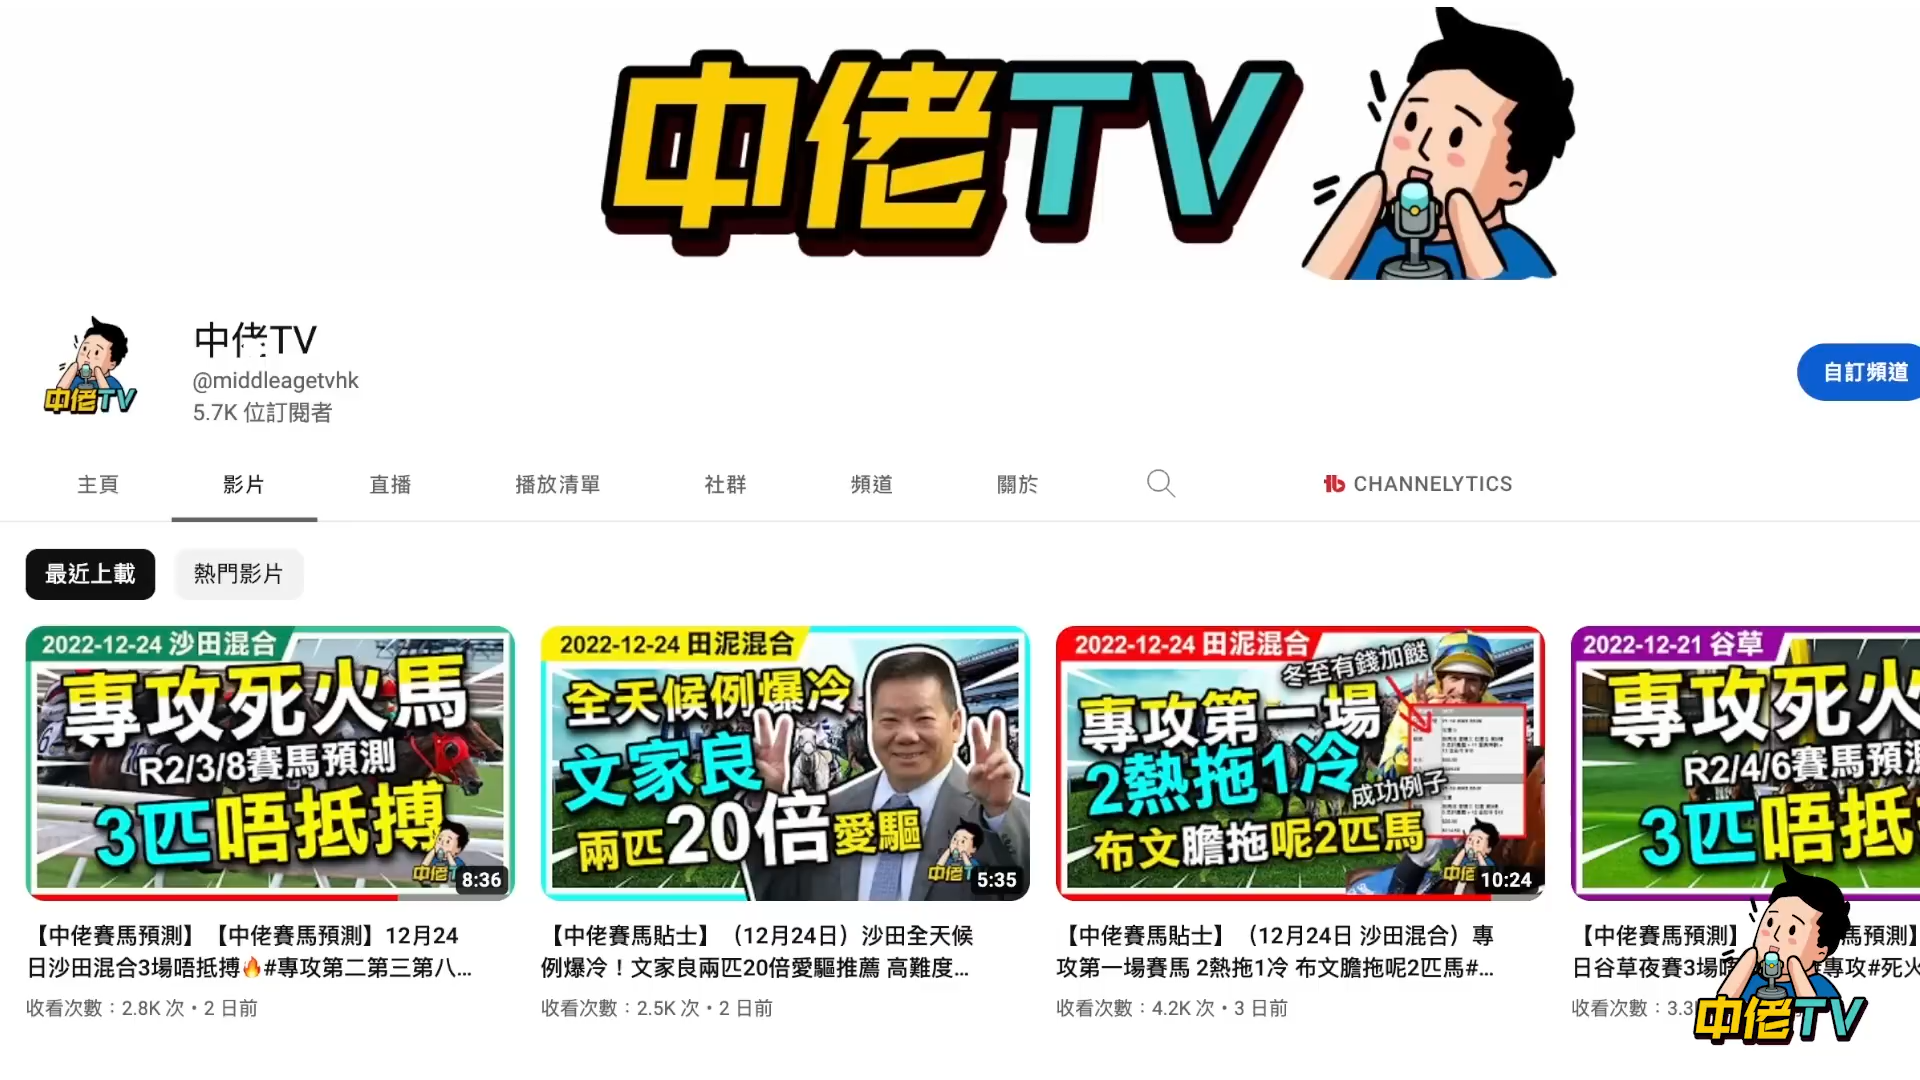 中佬TV
中佬TV
@middleagetvhk
5.7K 位訂閱者
自訂頻道
中佬TV
主頁
影片
直播
播放清單
社群
頻道
關於
CHANNELYTICS
最近上載
熱門影片
2022-12-24 沙田混合
專攻死火馬
R2/3/8賽馬預測
3匹唔抵搏
8:36
【中佬賽馬預測】【中佬賽馬預測】12月24
日沙田混合3場唔抵搏🔥#專攻第二第三第八...
收看次數：2.8K 次・2 日前
2022-12-24 田泥混合
全天候例爆冷
文家良
兩匹20倍愛驅
5:35
【中佬賽馬貼士】（12月24日）沙田全天候
例爆冷！文家良兩匹20倍愛驅推薦 高難度...
收看次數：2.5K 次・2 日前
2022-12-24 田泥混合
冬至有錢加餸
專攻第一場
2熱拖1冷
成功例子
布文膽拖呢2匹馬
10:24
【中佬賽馬貼士】（12月24日 沙田混合）專
攻第一場賽馬 2熱拖1冷 布文膽拖呢2匹馬#...
收看次數：4.2K 次・3 日前
2022-12-21 谷草
專攻死火
R2/4/6賽馬預測
3匹唔抵
【中佬賽馬預測】 馬預測】
日谷草夜賽3場 專攻#死火
收看次數：3.3
中佬TV